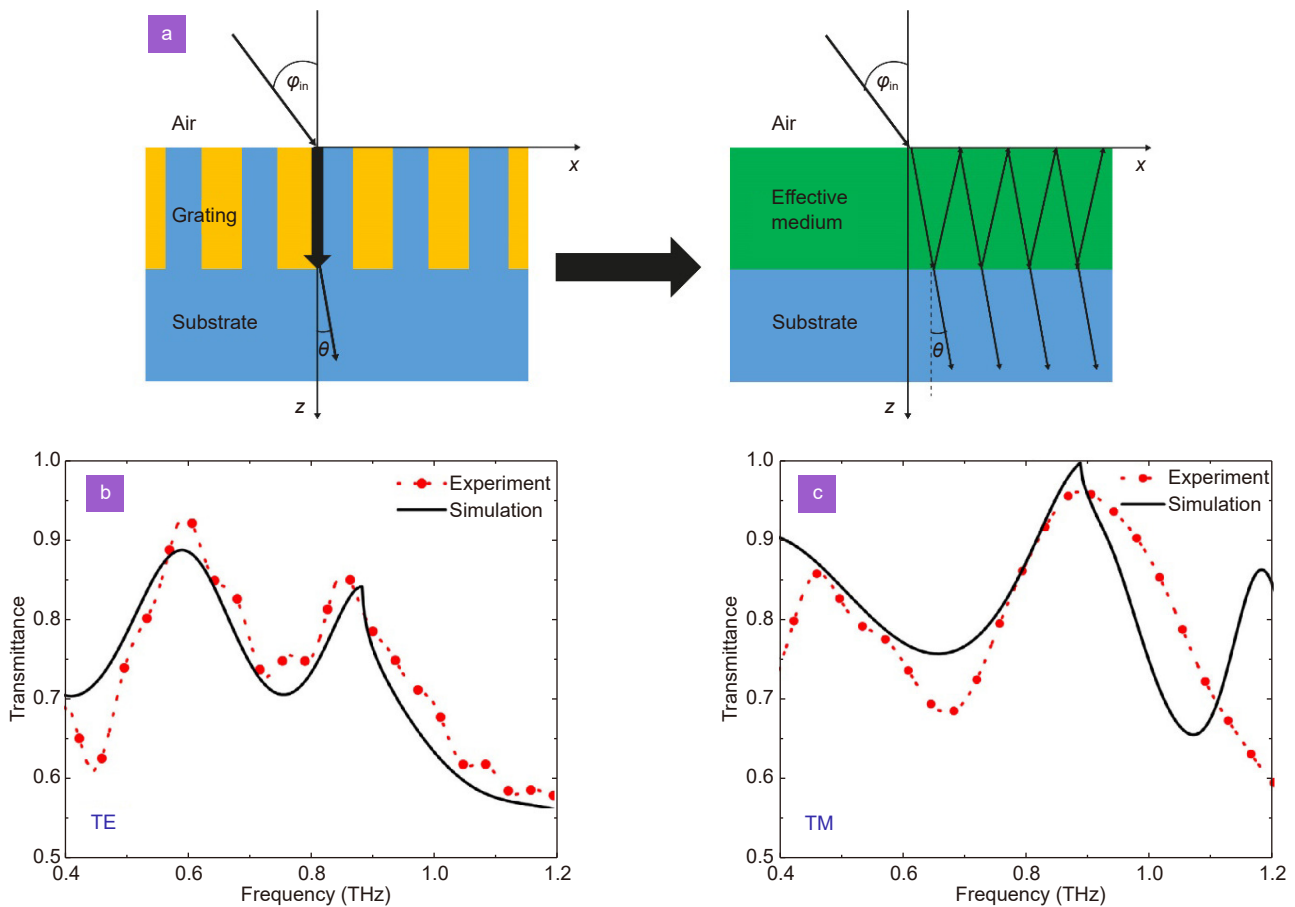 a
φin
Air
x
Grating
Substrate
θ
z
φin
Air
x
Effective
medium
Substrate
θ
z
b
Experiment
Simulation
Transmittance
1.0
0.9
0.8
0.7
0.6
0.5
TE
0.4 0.6 0.8 1.0 1.2
Frequency (THz)
c
Experiment
Simulation
Transmittance
1.0
0.9
0.8
0.7
0.6
0.5
TM
0.4 0.6 0.8 1.0 1.2
Frequency (THz)